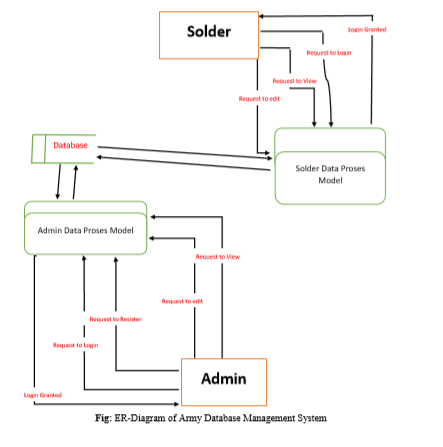 Solder
Login Granted
Request to Login
Request to View
Request to edit
Database
Solder Data Proses
Model
Admin Data Proses Model
Request to View
Request to edit
Request to Resister
Request to Login
Admin
Login Granted
Fig: ER-Diagram of Army Database Management System